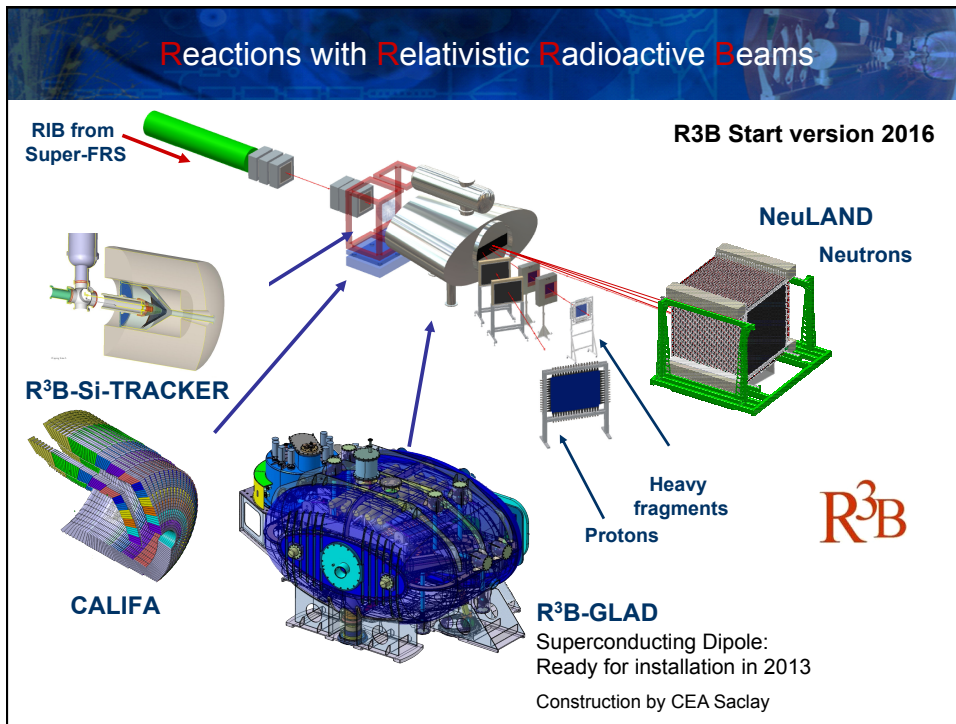 Reactions with Relativistic Radioactive Beams
RIB from
Super-FRS
R3B Start version 2016
NeuLAND
Neutrons
R³B-Si-TRACKER
Heavy
fragments
Protons
R³B
CALIFA
R³B-GLAD
Superconducting Dipole:
Ready for installation in 2013
Construction by CEA Saclay